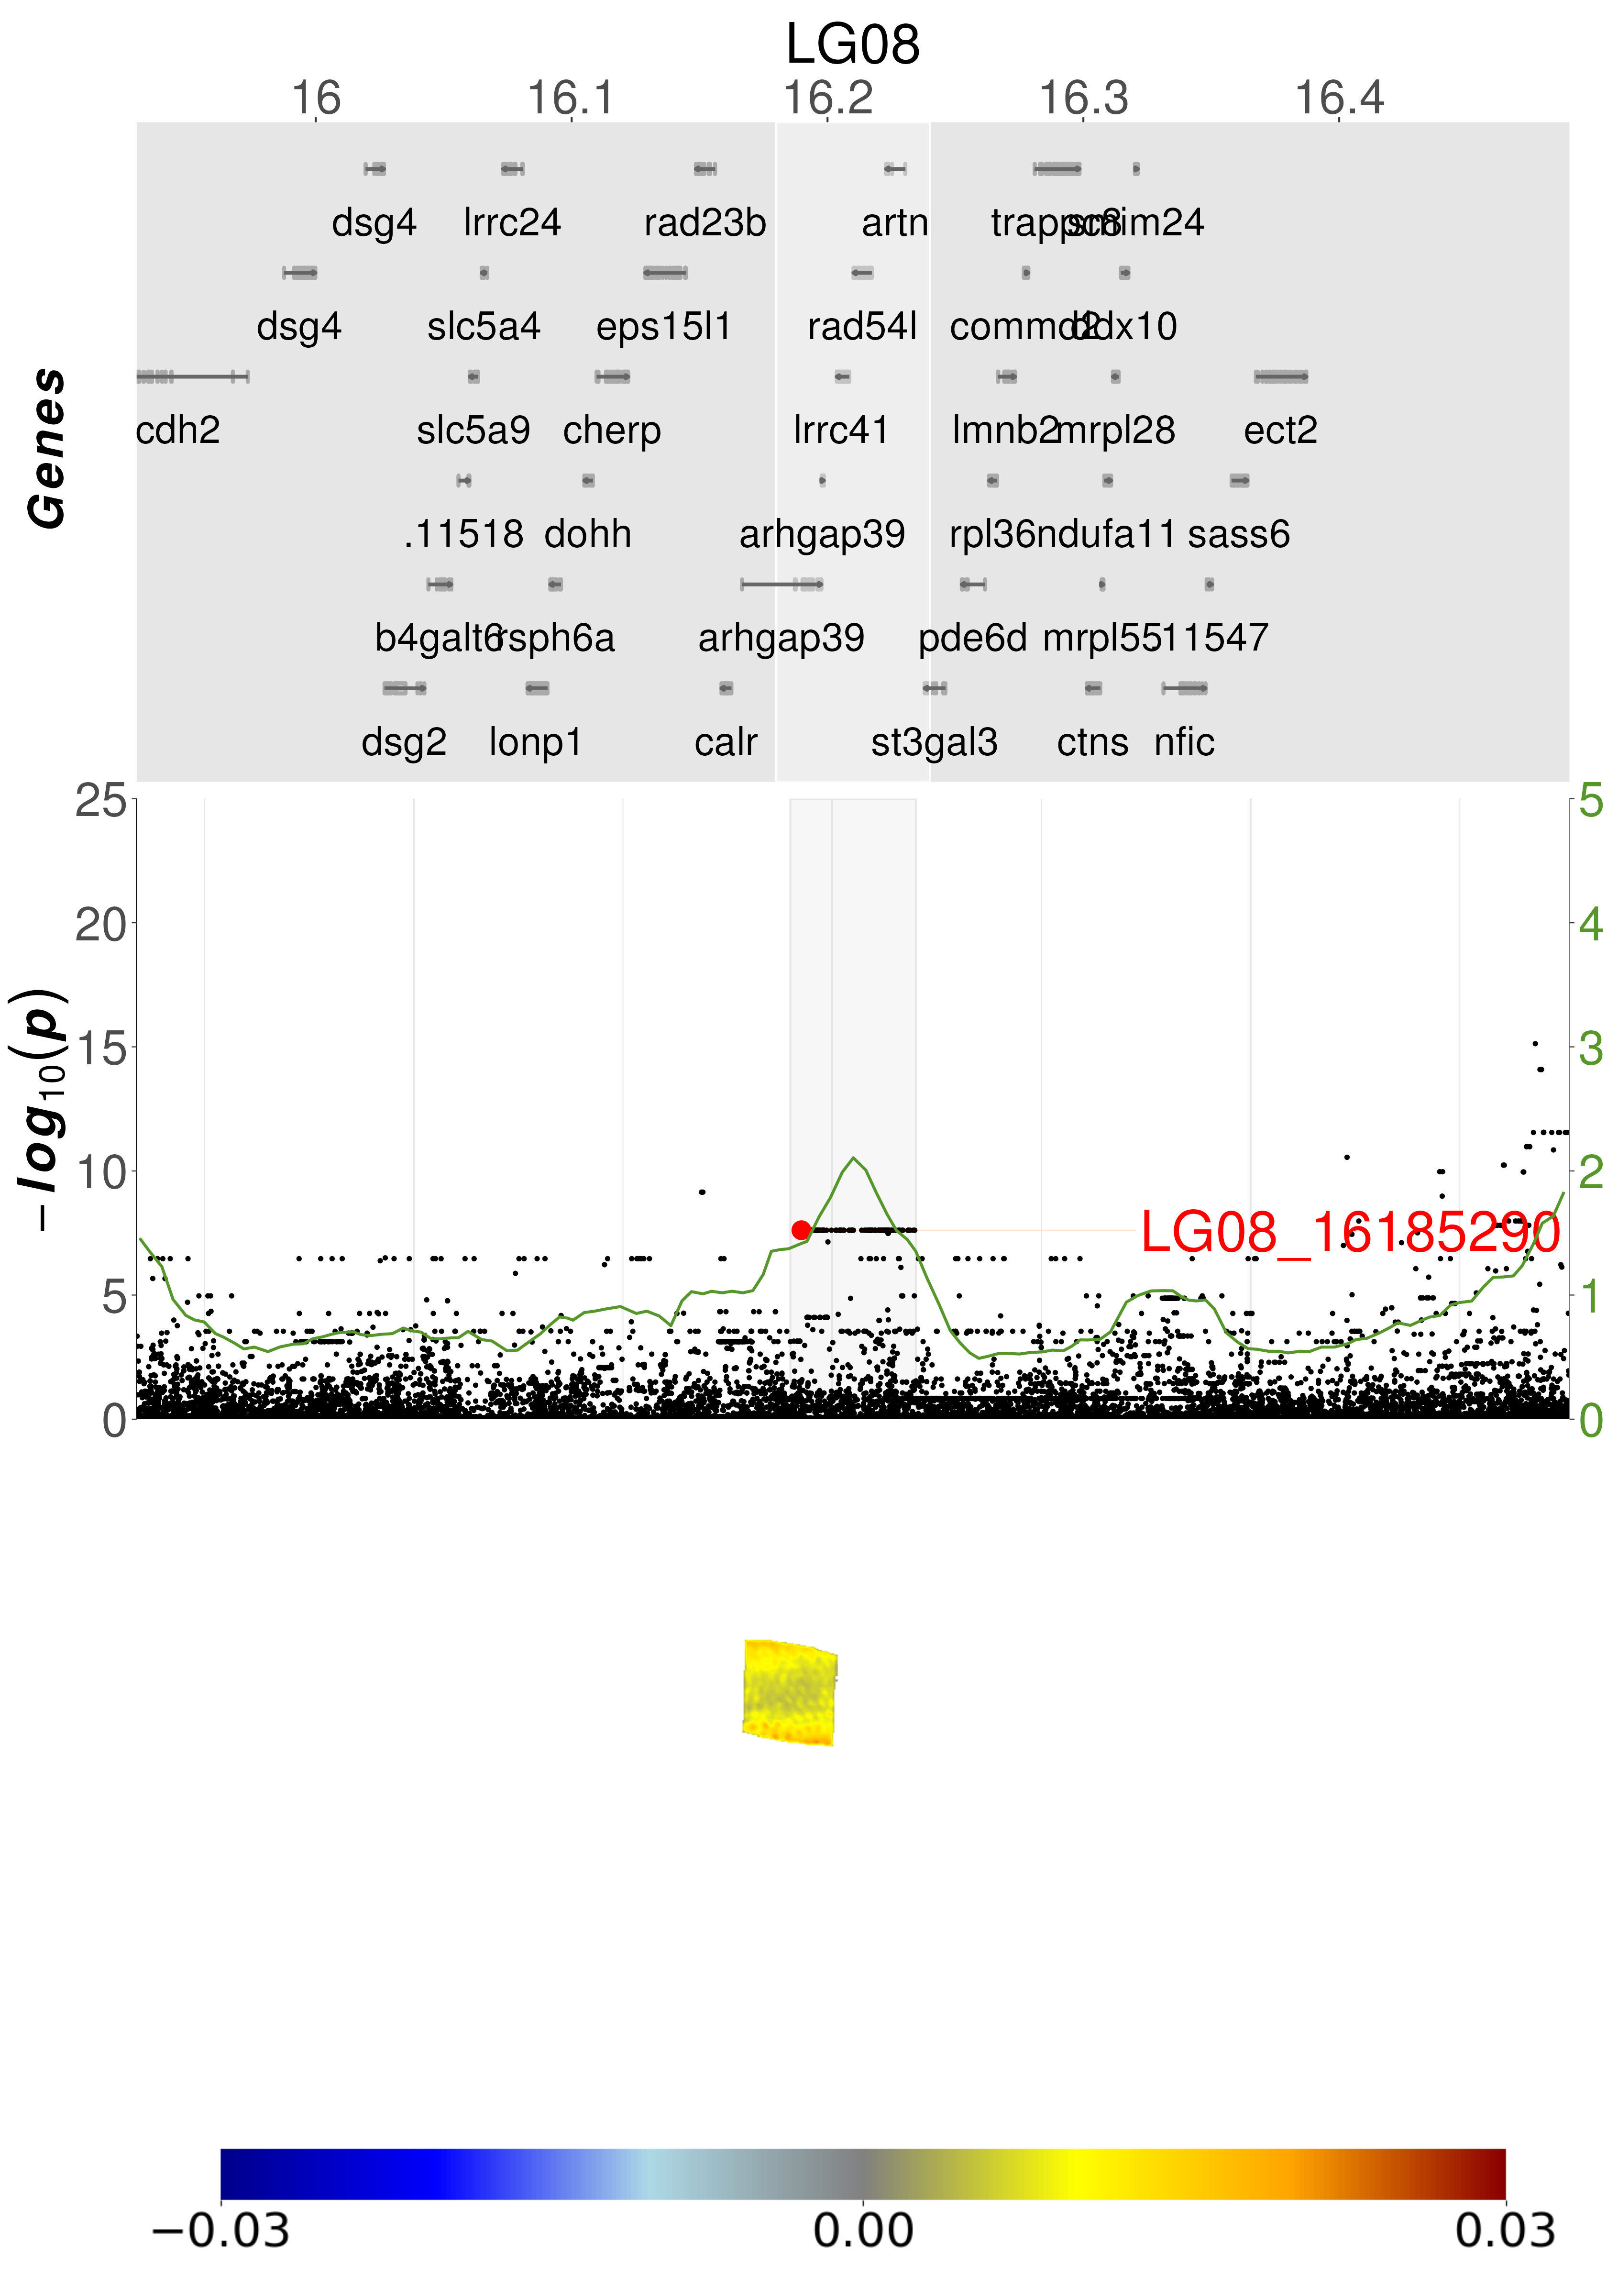 LG08
16 16.1 16.2 16.3 16.4
dsg4 lrrc24 rad23b artn trappc8 smim24
dsg4 slc5a4 eps15l1 rad54l commd2 ddx10
cdh2 slc5a9 cherp lrrc41 lmnb2 mrpl28 ect2
.11518 dohh arhgap39 rpl36 ndufa11 sass6
b4galt6 rsph6a arhgap39 pde6d mrpl55 .11547
dsg2 lonp1 calr st3gal3 ctns nfic
Genes
25 5
20 4
15 3
10 2
5 1
0 0
−log10(p)
LG08_16185290
−0.03 0.00 0.03